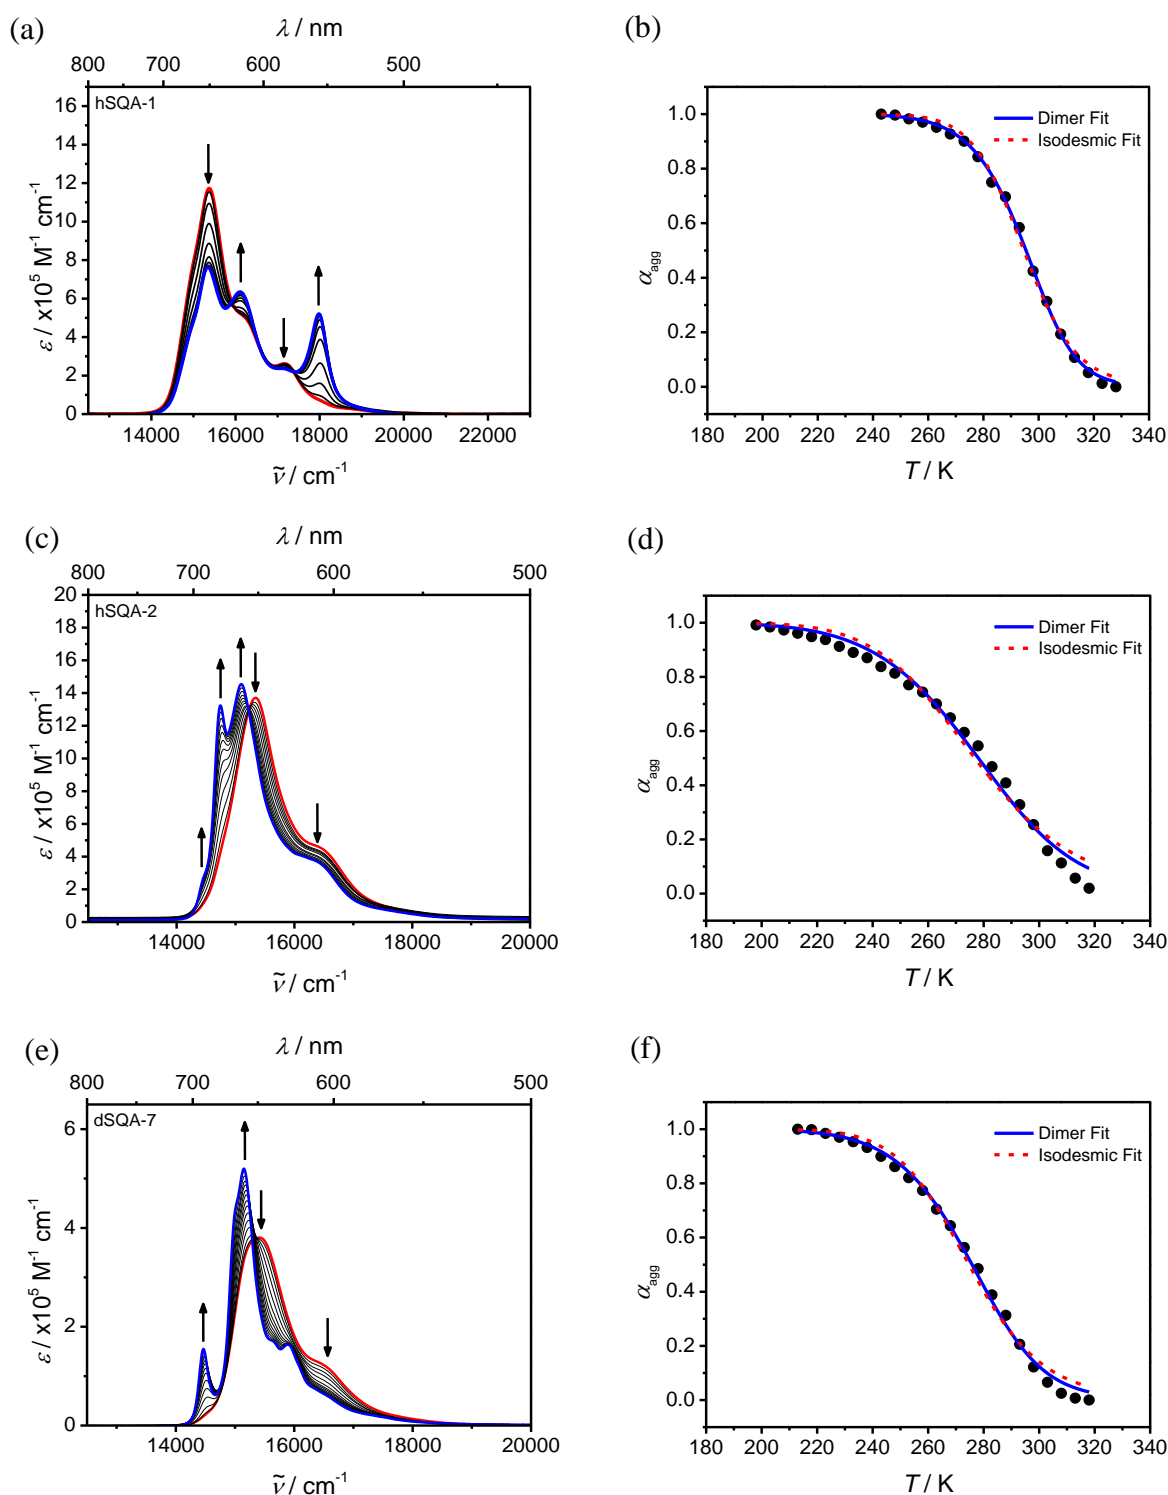 (a)
λ / nm
800 700 600 500
hSQA-1
16
14
12
10
8
6
4
2
0
ε / x10⁵ M⁻¹ cm⁻¹
14000 16000 18000 20000 22000
ṽ / cm⁻¹
(b)
Dimer Fit
Isodesmic Fit
1.0
0.8
0.6
0.4
0.2
0.0
α_agg
180 200 220 240 260 280 300 320 340
T / K
(c)
λ / nm
800 700 600 500
hSQA-2
20
18
16
14
12
10
8
6
4
2
0
ε / x10⁵ M⁻¹ cm⁻¹
14000 16000 18000 20000
ṽ / cm⁻¹
(d)
Dimer Fit
Isodesmic Fit
1.0
0.8
0.6
0.4
0.2
0.0
α_agg
180 200 220 240 260 280 300 320 340
T / K
(e)
λ / nm
800 700 600 500
dSQA-7
6
4
2
0
ε / x10⁵ M⁻¹ cm⁻¹
14000 16000 18000 20000
ṽ / cm⁻¹
(f)
Dimer Fit
Isodesmic Fit
1.0
0.8
0.6
0.4
0.2
0.0
α_agg
180 200 220 240 260 280 300 320 340
T / K